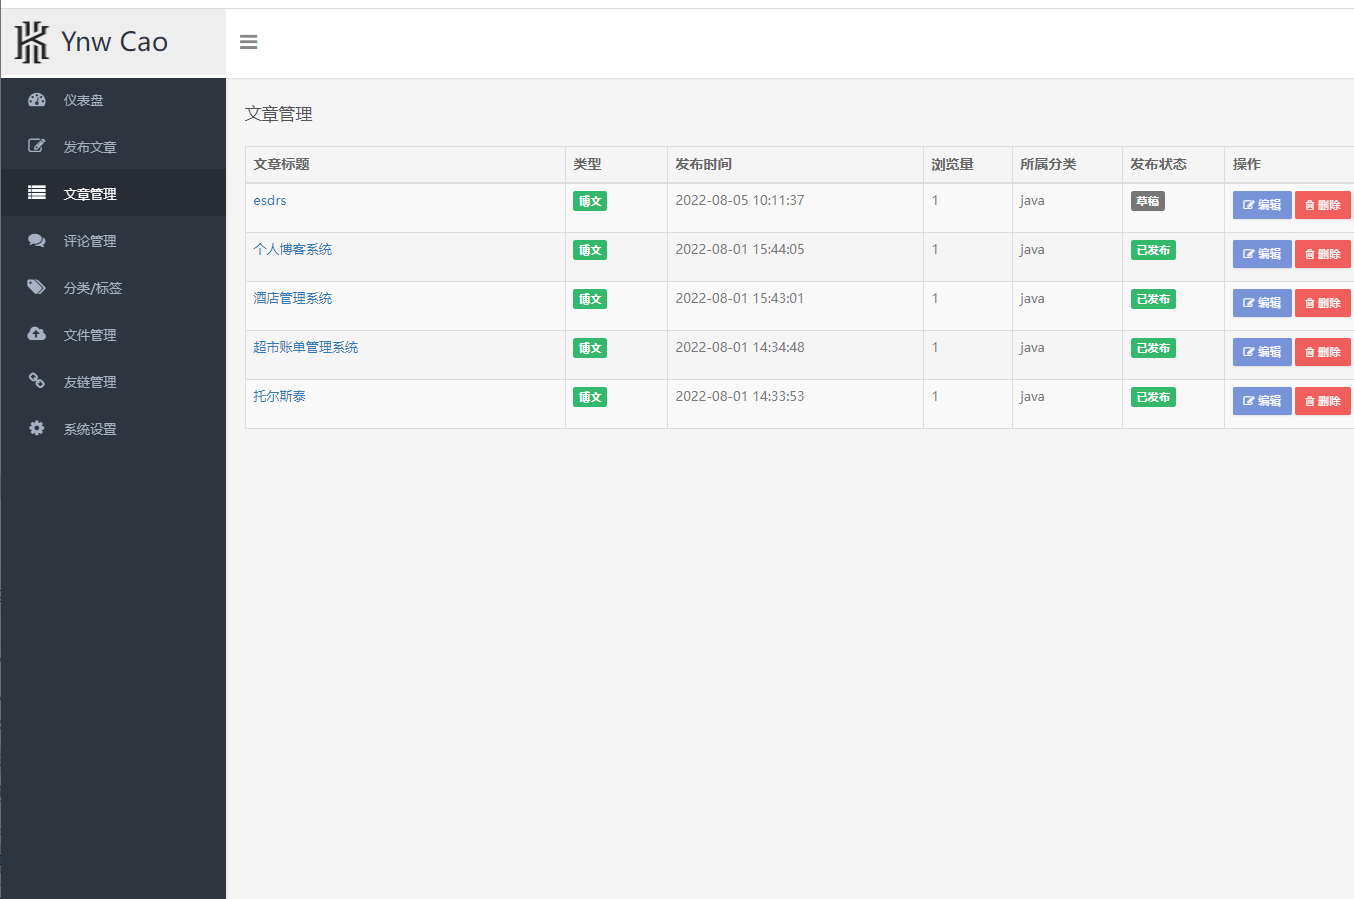 Ynw Cao
仪表盘
发布文章
文章管理
评论管理
分类/标签
文件管理
友链管理
系统设置
文章管理
文章标题 类型 发布时间 浏览量 所属分类 发布状态 操作
esdrs 博文 2022-08-05 10:11:37 1 java 草稿 编辑 删除
个人博客系统 博文 2022-08-01 15:44:05 1 java 已发布 编辑 删除
酒店管理系统 博文 2022-08-01 15:43:01 1 java 已发布 编辑 删除
超市账单管理系统 博文 2022-08-01 14:34:48 1 java 已发布 编辑 删除
托尔斯泰 博文 2022-08-01 14:33:53 1 java 已发布 编辑 删除